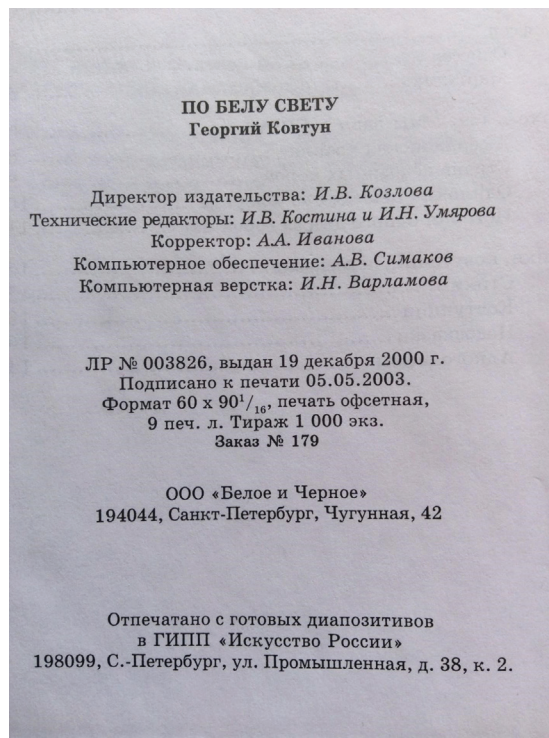 ПО БЕЛУ СВЕТУ
Георгий Ковтун
Директор издательства: И.В. Козлова
Технические редакторы: И.В. Костина и И.Н. Умярова
Корректор: А.А. Иванова
Компьютерное обеспечение: А.В. Симаков
Компьютерная верстка: И.Н. Варламова
ЛР № 003826, выдан 19 декабря 2000 г.
Подписано к печати 05.05.2003.
Формат 60 х 90¹/₁₆, печать офсетная,
9 печ. л. Тираж 1 000 экз.
Заказ № 179
ООО «Белое и Черное»
194044, Санкт-Петербург, Чугунная, 42
Отпечатано с готовых диапозитивов
в ГИПП «Искусство России»
198099, С.-Петербург, ул. Промышленная, д. 38, к. 2.